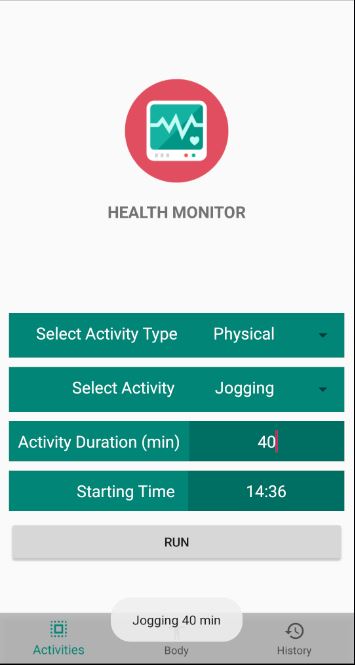 HEALTH MONITOR
Select Activity Type Physical
Select Activity Jogging
Activity Duration (min) 40
Starting Time 14:36
RUN
Jogging 40 min
Activities Body History